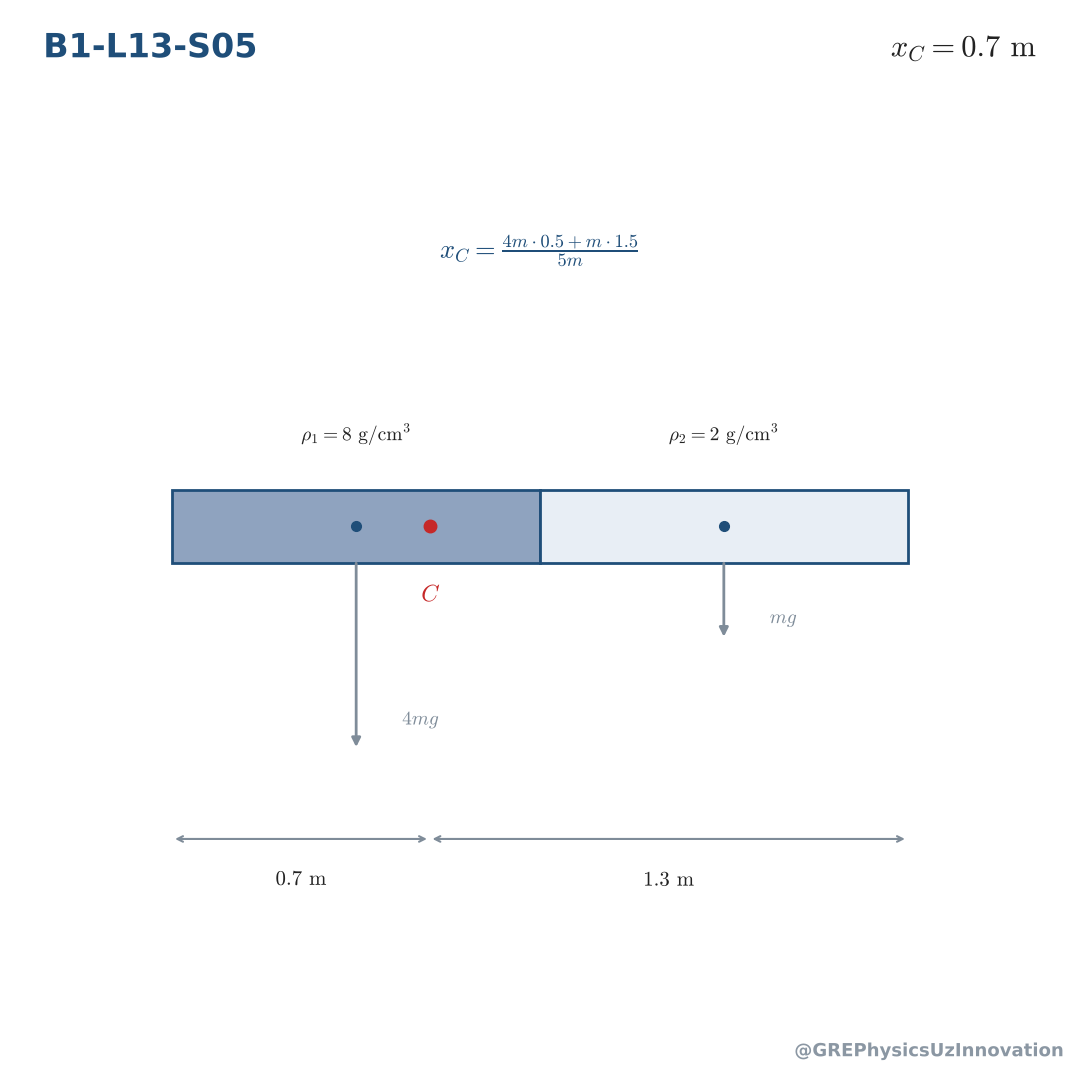 B1-L13-S05
x_C = 0.7 m
x_C = \frac{4m · 0.5 + m · 1.5}{5m}
ρ₁ = 8 g/cm³
ρ₂ = 2 g/cm³
C
mg
4mg
0.7 m
1.3 m
@GREPhysicsUzInnovation